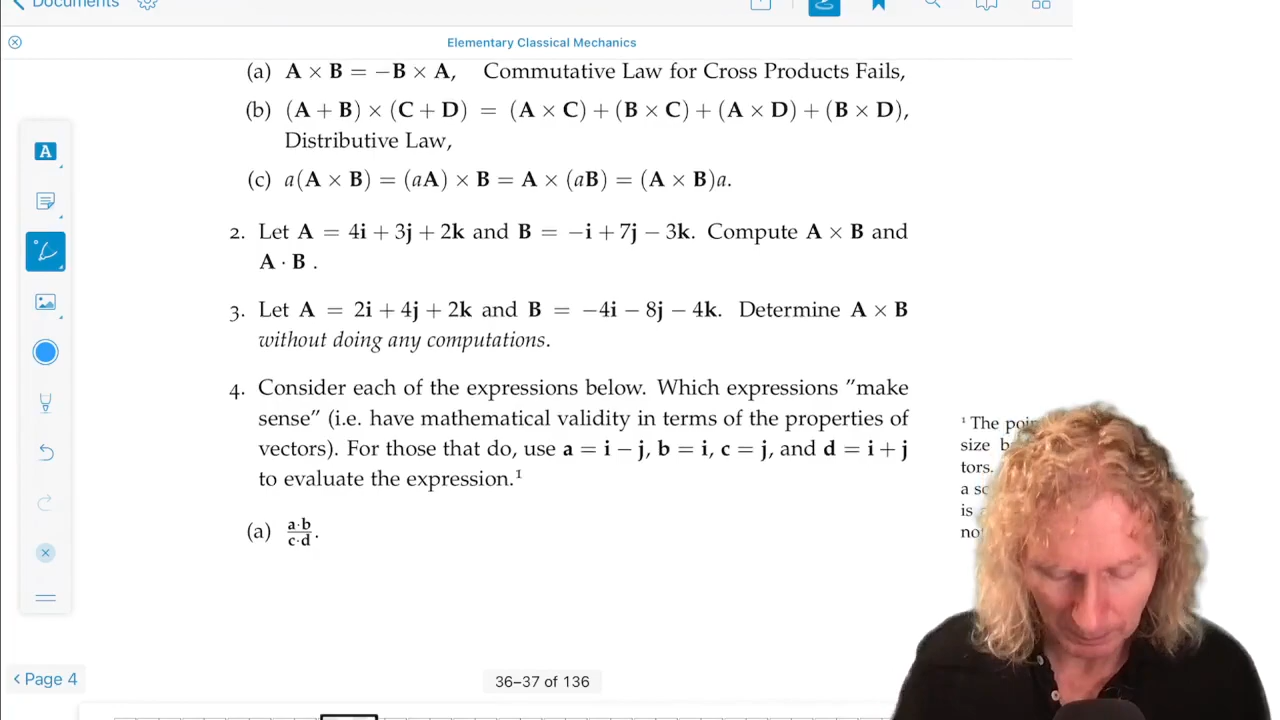 Documents
Elementary Classical Mechanics
(a) A × B = −B × A, Commutative Law for Cross Products Fails,
(b) (A + B) × (C + D) = (A × C) + (B × C) + (A × D) + (B × D),
Distributive Law,
(c) a(A × B) = (aA) × B = A × (aB) = (A × B)a.
2. Let A = 4i + 3j + 2k and B = −i + 7j − 3k. Compute A × B and
A · B .
3. Let A = 2i + 4j + 2k and B = −4i − 8j − 4k. Determine A × B
without doing any computations.
4. Consider each of the expressions below. Which expressions ”make
sense” (i.e. have mathematical validity in terms of the properties of
vectors). For those that do, use a = i − j, b = i, c = j, and d = i + j
to evaluate the expression.¹
(a) a·b
c·d .
¹ The
size
tors.
a
is
A
< Page 4
36–37 of 136